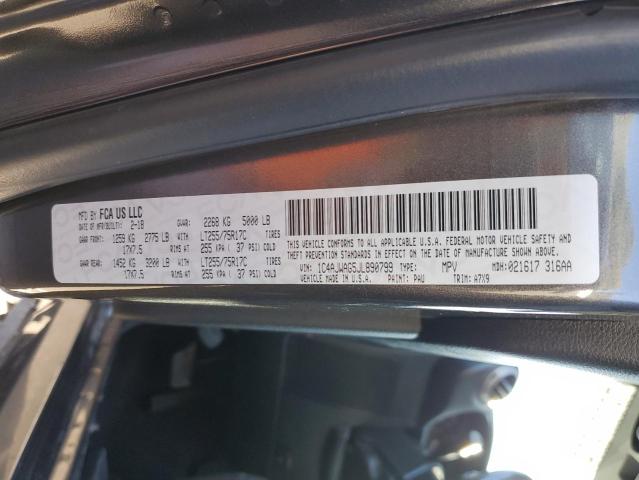 MFD BY FCA US LLC
DATE OF MFR/BUILT: 2-18 GVWR: 2268 KG 5000 LB
GAWR FRONT: 1259 KG 2775 LB WITH LT255/75R17C TIRES
17X7.5 RIMS AT 255 KPA ( 37 PSI) COLD
GAWR REAR: 1452 KG 3200 LB WITH LT255/75R17C TIRES
17X7.5 RIMS AT 255 KPA ( 37 PSI) COLD
THIS VEHICLE CONFORMS TO ALL APPLICABLE U.S.A. FEDERAL MOTOR VEHICLE SAFETY AND
THEFT PREVENTION STANDARDS IN EFFECT ON THE DATE OF MANUFACTURE SHOWN ABOVE.
VIN: 1C4AJWAG5JL890799 TYPE: MPV MDH:021617 316AA
VEHICLE MADE IN U.S.A. PAINT: PAU TRIM: A7X9